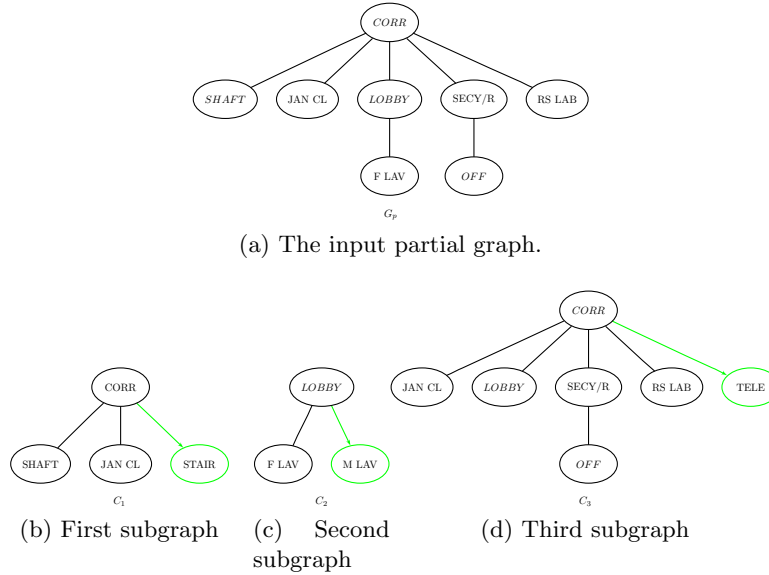 CORR
SHAFT JAN CL LOBBY SECY/R RS LAB
F LAV OFF
G_p
(a) The input partial graph.
CORR
JAN CL LOBBY SECY/R RS LAB TELE
OFF
C_3
(d) Third subgraph
CORR
SHAFT JAN CL STAIR
C_1
(b) First subgraph
LOBBY
F LAV M LAV
C_2
(c) Second
subgraph